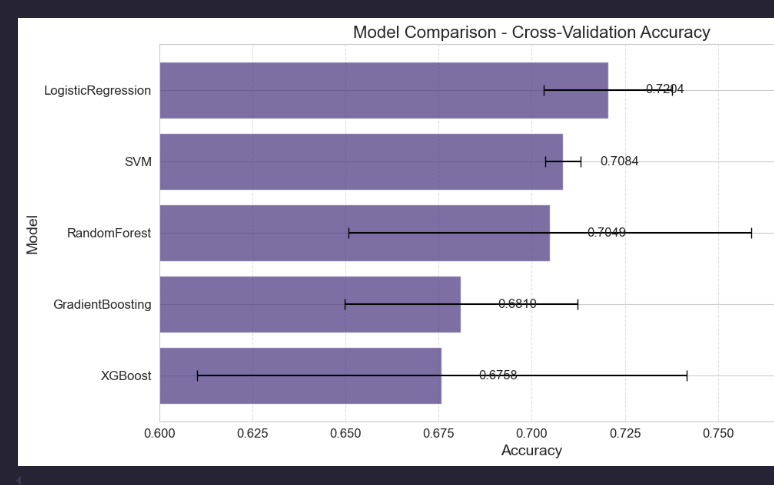 Model Comparison - Cross-Validation Accuracy
LogisticRegression
0.7204
SVM
0.7084
Model
RandomForest
0.7049
GradientBoosting
0.6810
XGBoost
0.6758
0.600 0.625 0.650 0.675 0.700 0.725 0.750
Accuracy